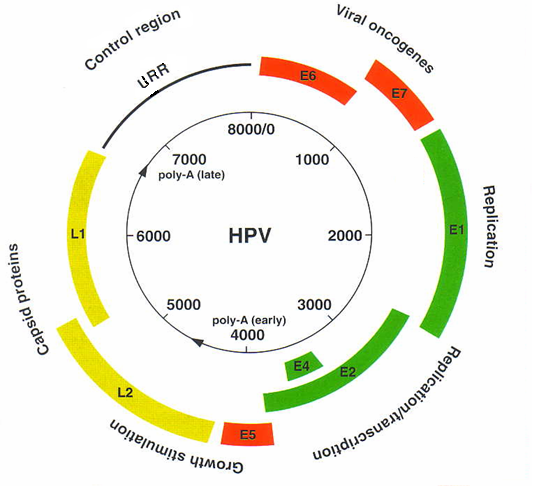 Control region
URR
E6
Viral oncogenes
E7
E1
Replication
Replication/transcription
E2
E4
E5
Growth stimulation
L2
Capsid proteins
L1
8000/0
1000
2000
3000
poly-A (early)
4000
5000
6000
7000
poly-A (late)
HPV